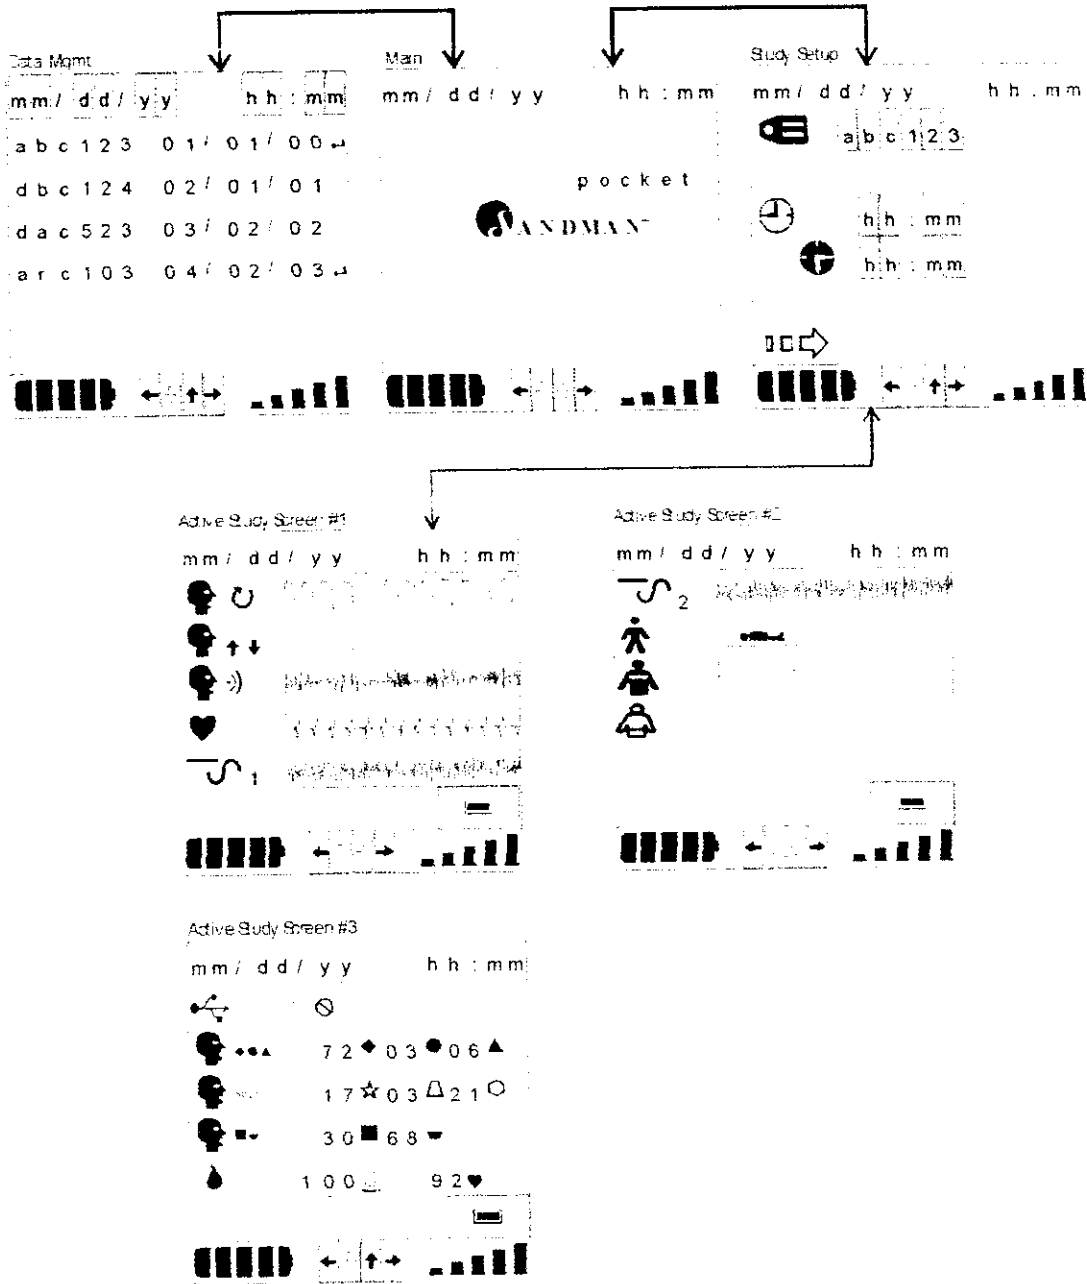 Data Mgmt
mm/ dd/ yy hh:mm
abc123 01/01/00
dbc124 02/01/01
dac523 03/02/02
arc103 04/02/03
Main
mm/ dd/ yy hh:mm
pocket
SANDMAN
Study Setup
mm/ dd/ yy hh:mm
abc123
hh:mm
hh:mm
Active Study Screen #1
mm/ dd/ yy hh:mm
1
Active Study Screen #2
mm/ dd/ yy hh:mm
2
Active Study Screen #3
mm/ dd/ yy hh:mm
72 03 06
17 03 21
30 68
100 92